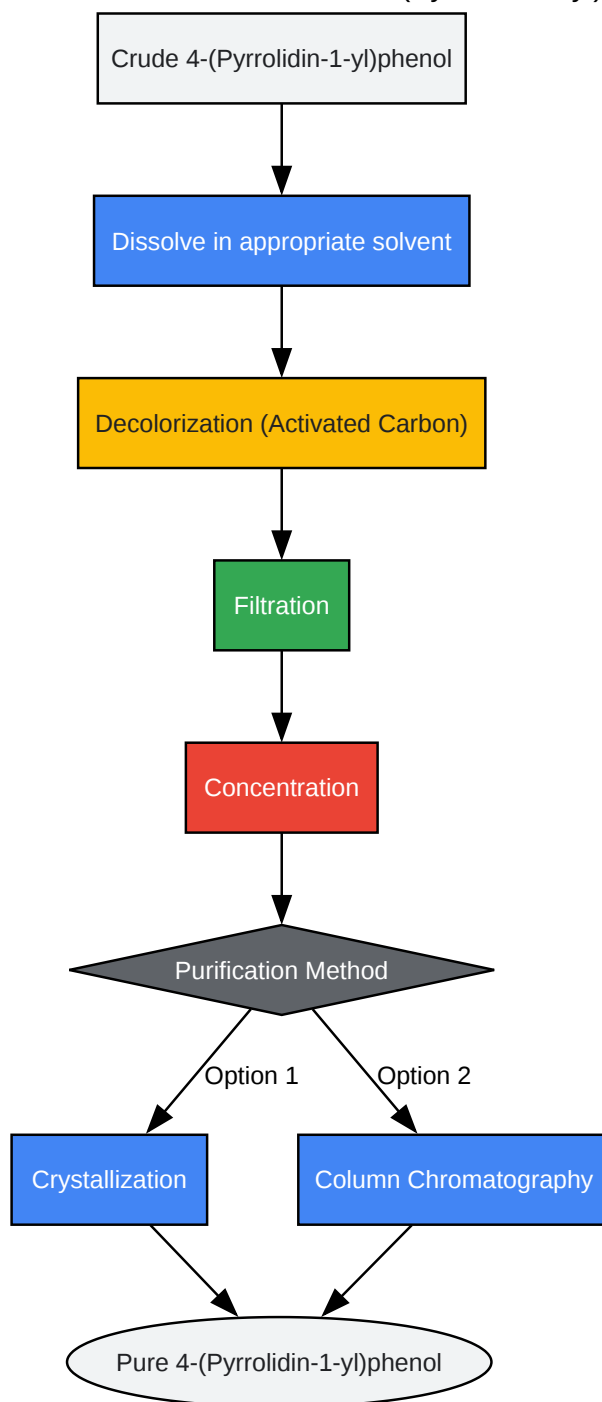 Crude 4-(Pyrrolidin-1-yl)phenol
Dissolve in appropriate solvent
Decolorization (Activated Carbon)
Filtration
Concentration
Purification Method
Option 1
Option 2
Crystallization
Column Chromatography
Pure 4-(Pyrrolidin-1-yl)phenol